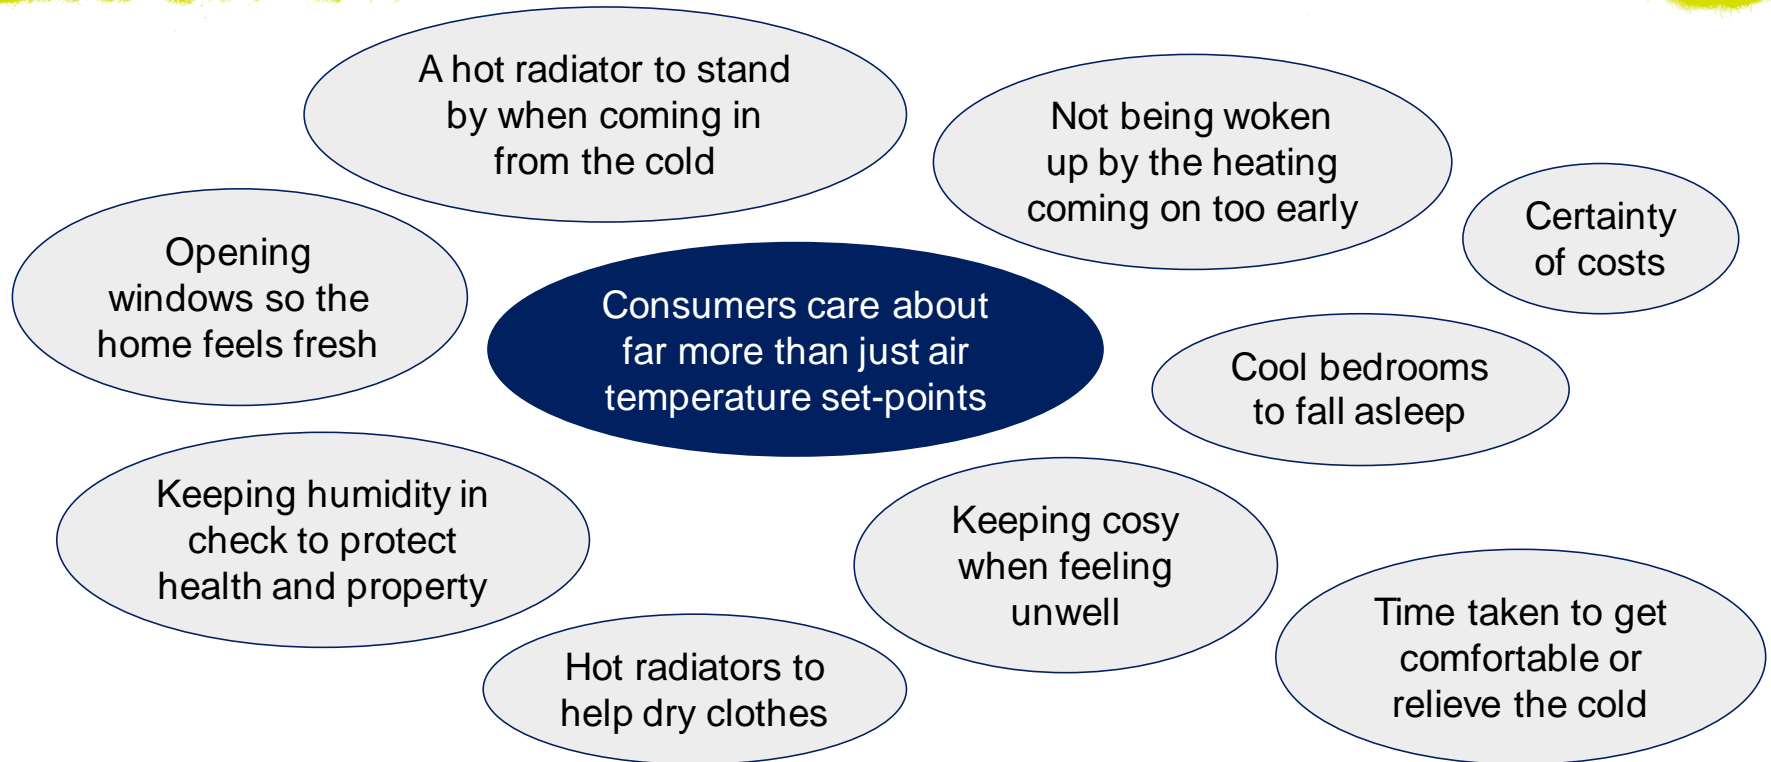 A hot radiator to stand
by when coming in
from the cold
Not being woken
up by the heating
coming on too early
Certainty
of costs
Opening
windows so the
home feels fresh
Consumers care about
far more than just air
temperature set-points
Cool bedrooms
to fall asleep
Keeping humidity in
check to protect
health and property
Keeping cosy
when feeling
unwell
Time taken to get
comfortable or
relieve the cold
Hot radiators to
help dry clothes